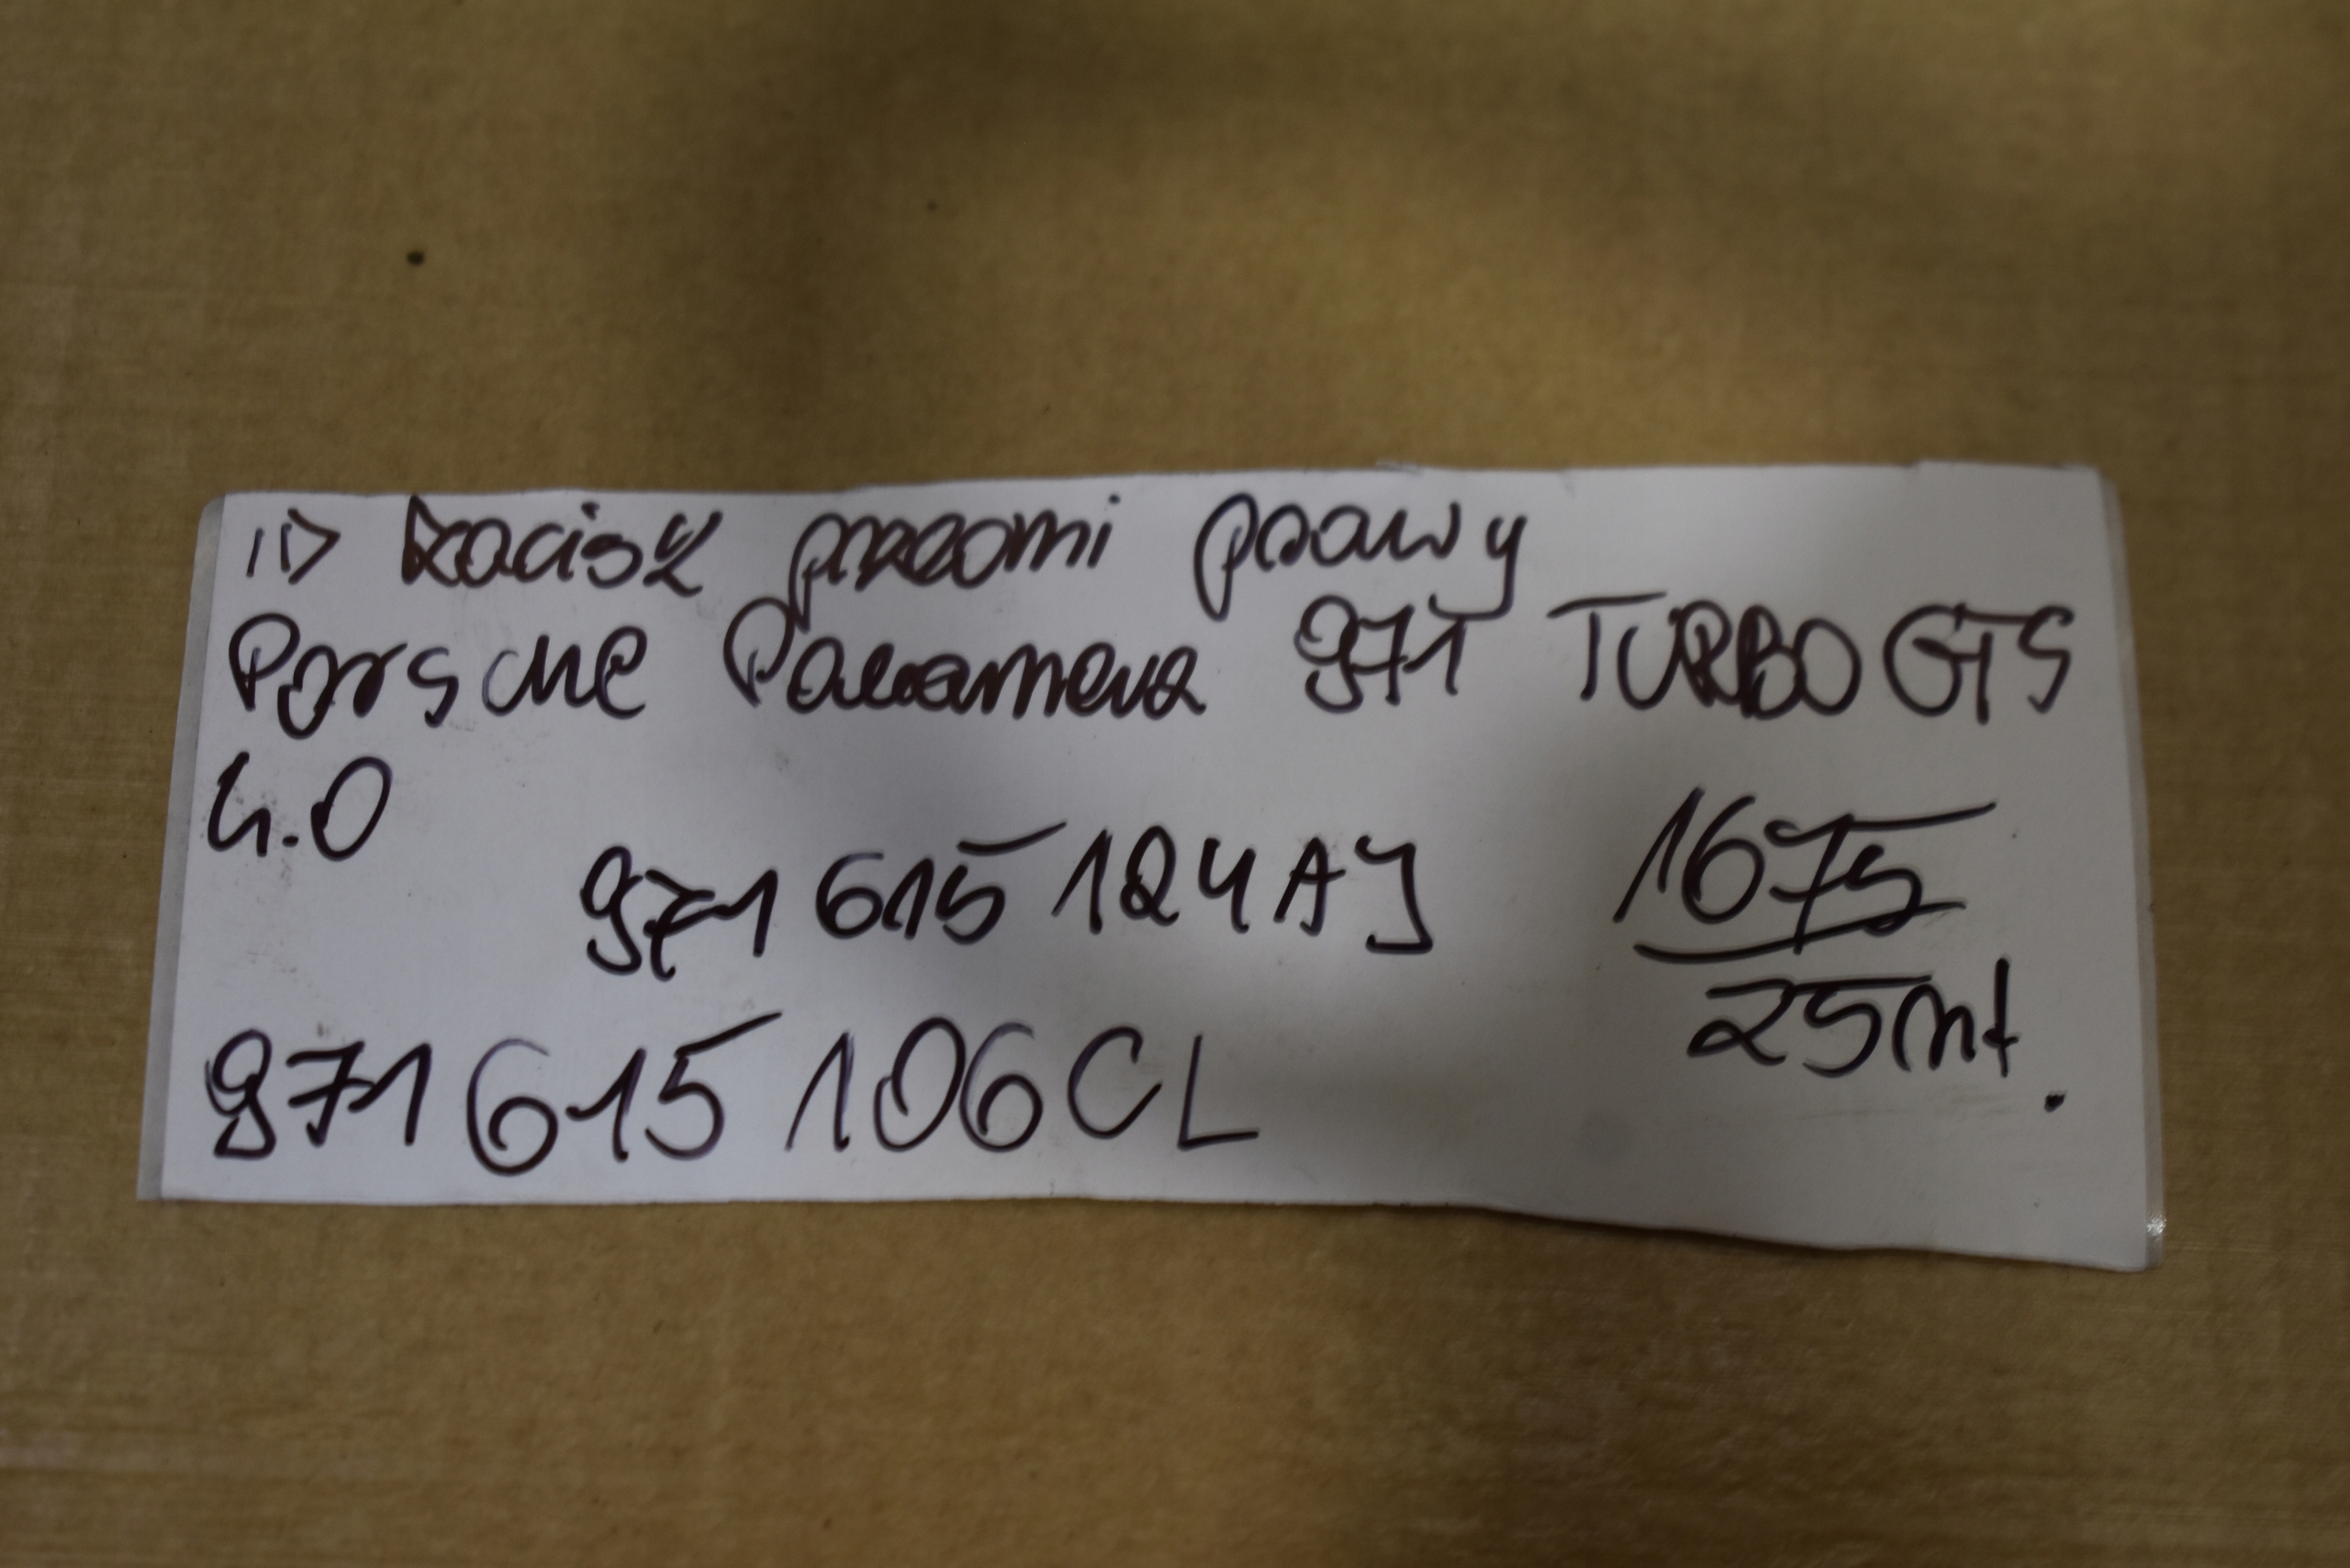 11> zacisk przedni prawy
Porsche Panamera 971 TURBO GTS
4.0
971 615 124 AJ
1675
25mt.
971 615 106 CL